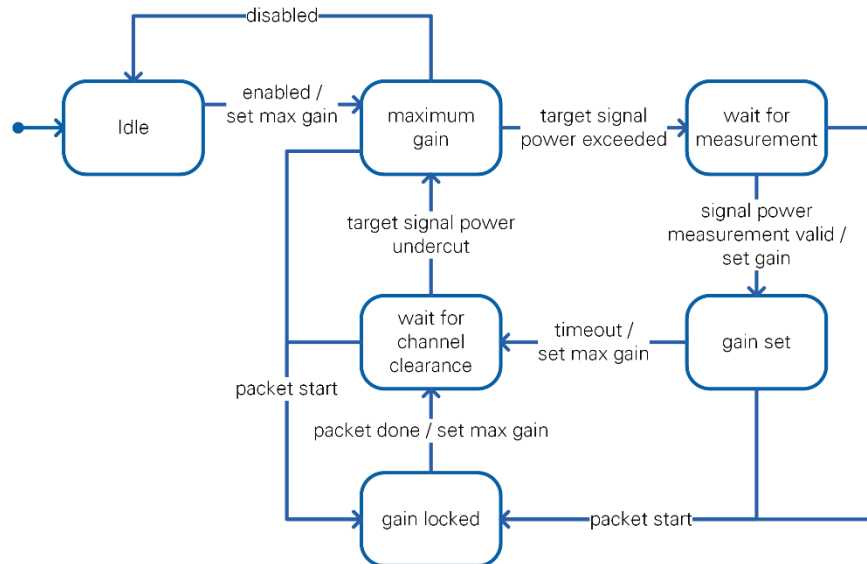 disabled
Idle
enabled /
set max gain
maximum
gain
target signal
power exceeded
wait for
measurement
target signal power
undercut
signal power
measurement valid /
set gain
wait for
channel
clearance
timeout /
set max gain
gain set
packet start
packet done / set max gain
gain locked
packet start